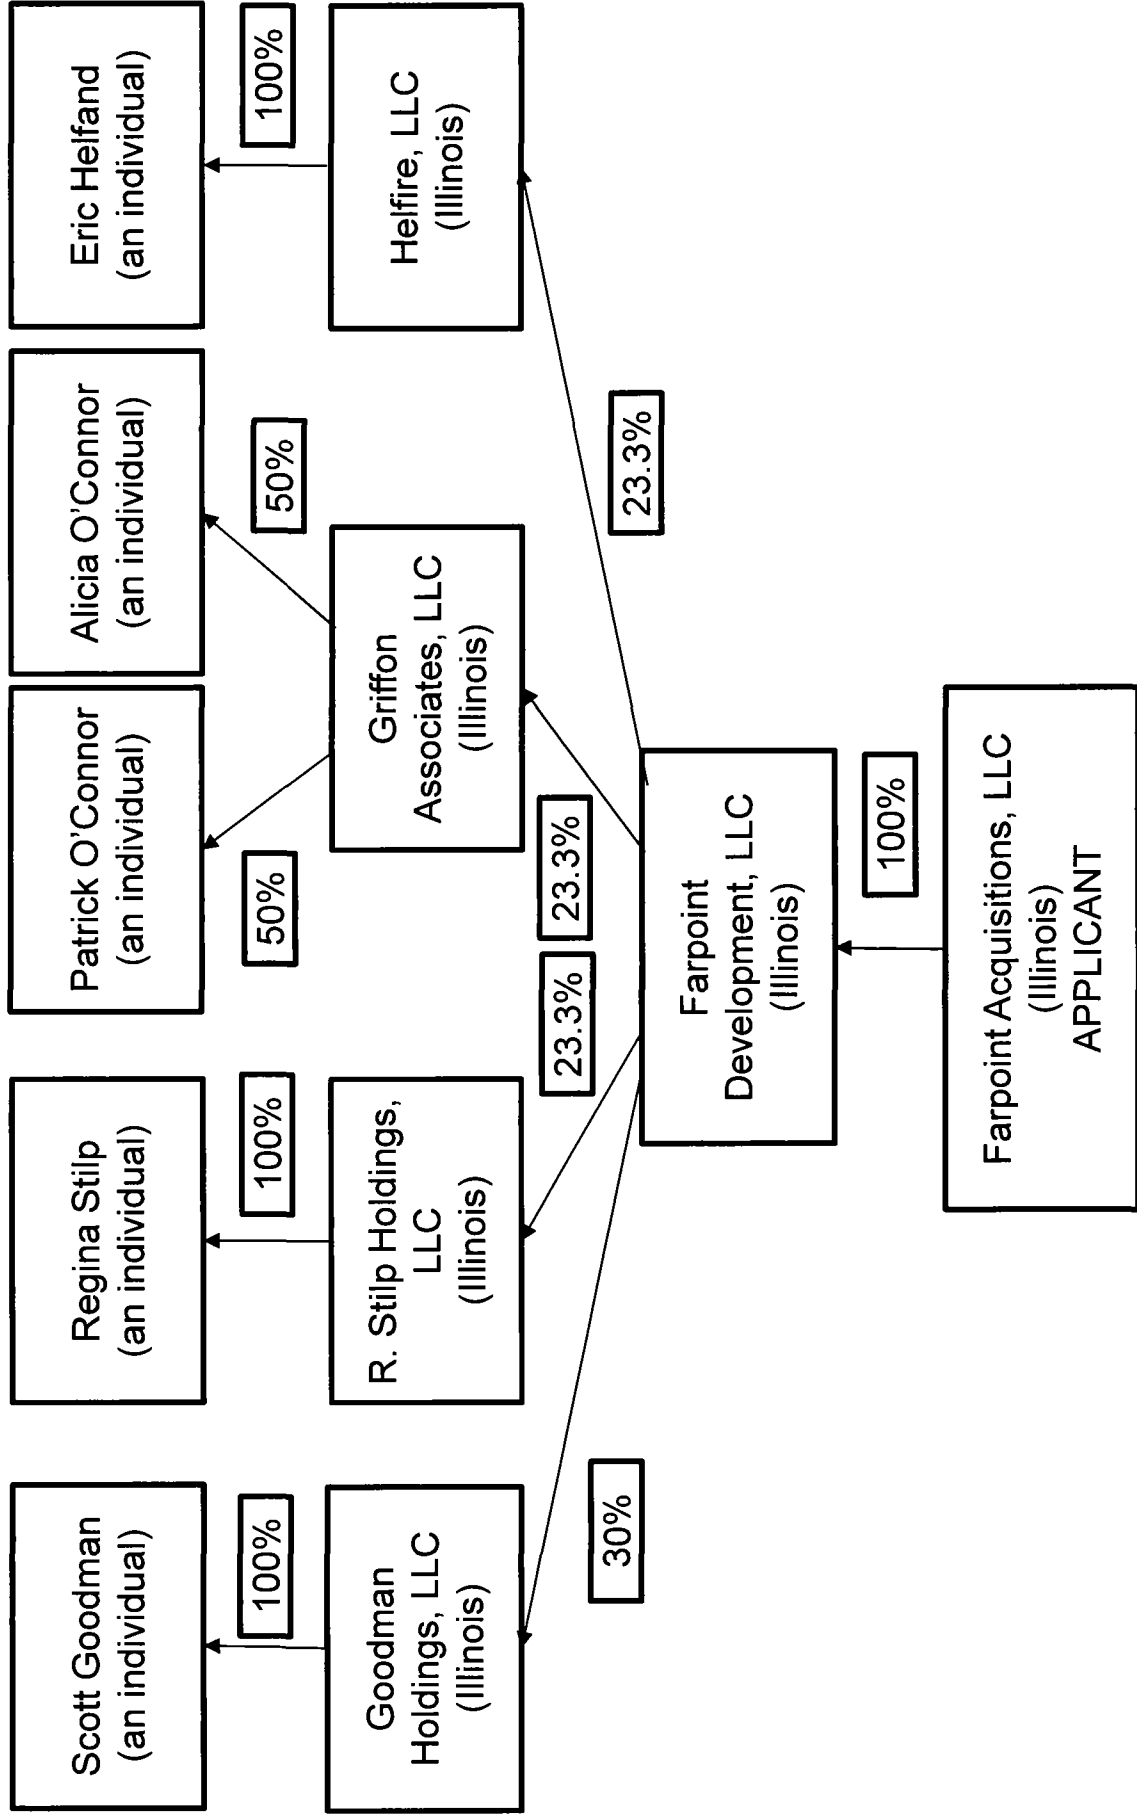 Scott Goodman
(an individual)
Regina Stilp
(an individual)
Patrick O'Connor
(an individual)
Alicia O'Connor
(an individual)
Eric Helfand
(an individual)
100%
100%
50%
50%
100%
Goodman
Holdings, LLC
(Illinois)
R. Stilp Holdings,
LLC
(Illinois)
Griffon
Associates, LLC
(Illinois)
Helfire, LLC
(Illinois)
30%
23.3%
23.3%
23.3%
Farpoint
Development, LLC
(Illinois)
100%
Farpoint Acquisitions, LLC
(Illinois)
APPLICANT